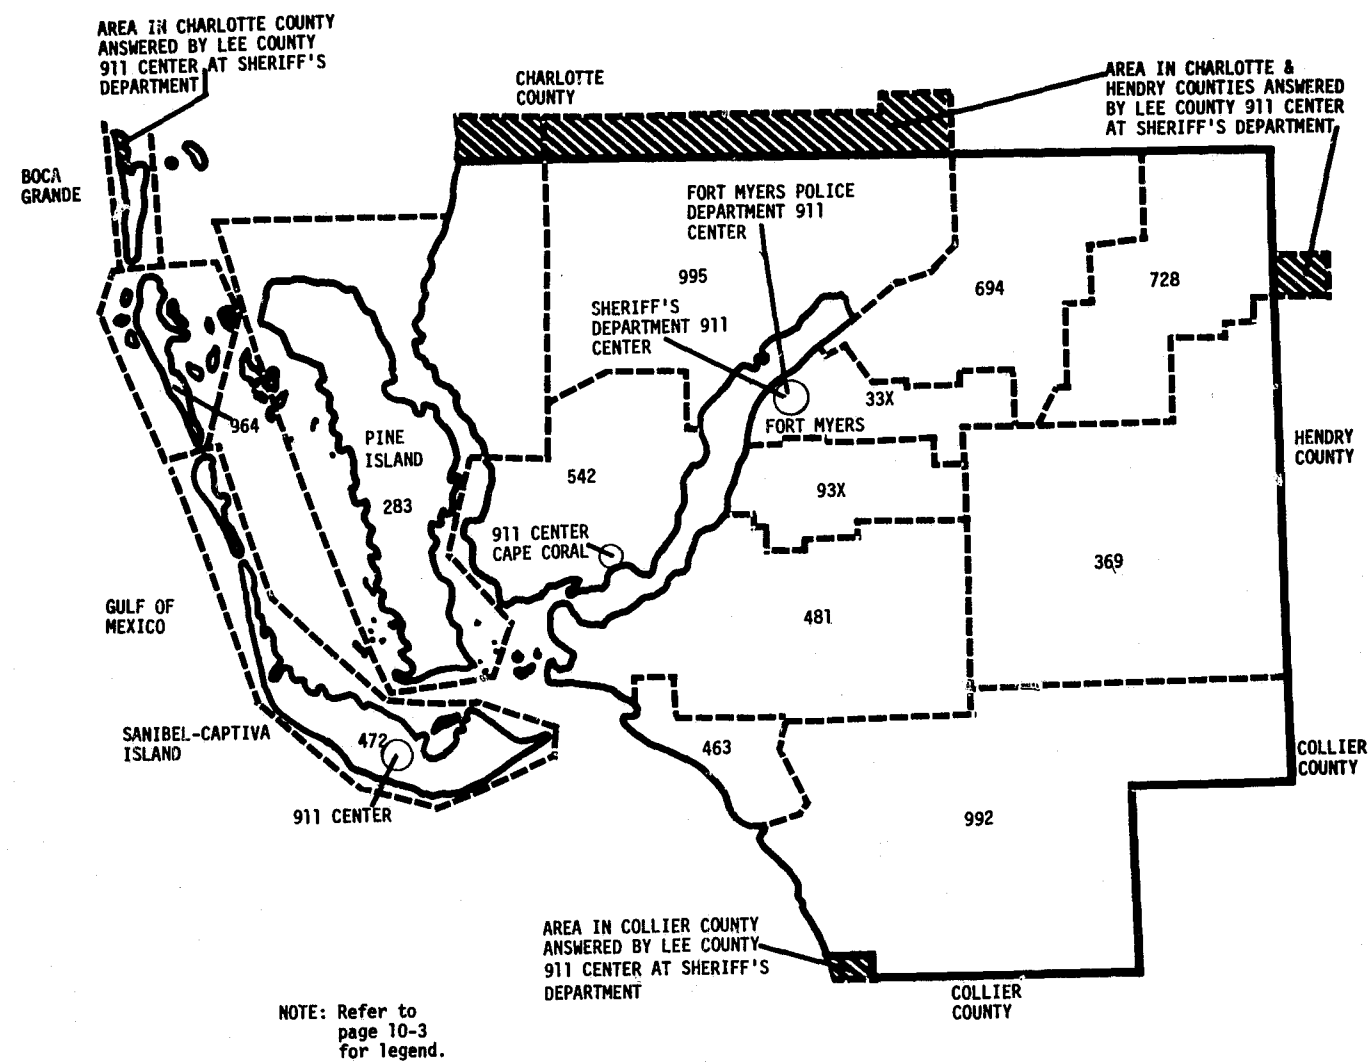 AREA IN CHARLOTTE COUNTY
ANSWERED BY LEE COUNTY
911 CENTER AT SHERIFF'S
DEPARTMENT
CHARLOTTE
COUNTY
AREA IN CHARLOTTE &
HENDRY COUNTIES ANSWERED
BY LEE COUNTY 911 CENTER
AT SHERIFF'S DEPARTMENT
BOCA
GRANDE
FORT MYERS POLICE
DEPARTMENT 911
CENTER
995
694
728
SHERIFF'S
DEPARTMENT 911
CENTER
33X
FORT MYERS
964
PINE
ISLAND
283
542
93X
HENDRY
COUNTY
911 CENTER
CAPE CORAL
369
GULF OF
MEXICO
481
SANIBEL-CAPTIVA
ISLAND
472
463
COLLIER
COUNTY
911 CENTER
992
AREA IN COLLIER COUNTY
ANSWERED BY LEE COUNTY
911 CENTER AT SHERIFF'S
DEPARTMENT
COLLIER
COUNTY
NOTE: Refer to
page 10-3
for legend.